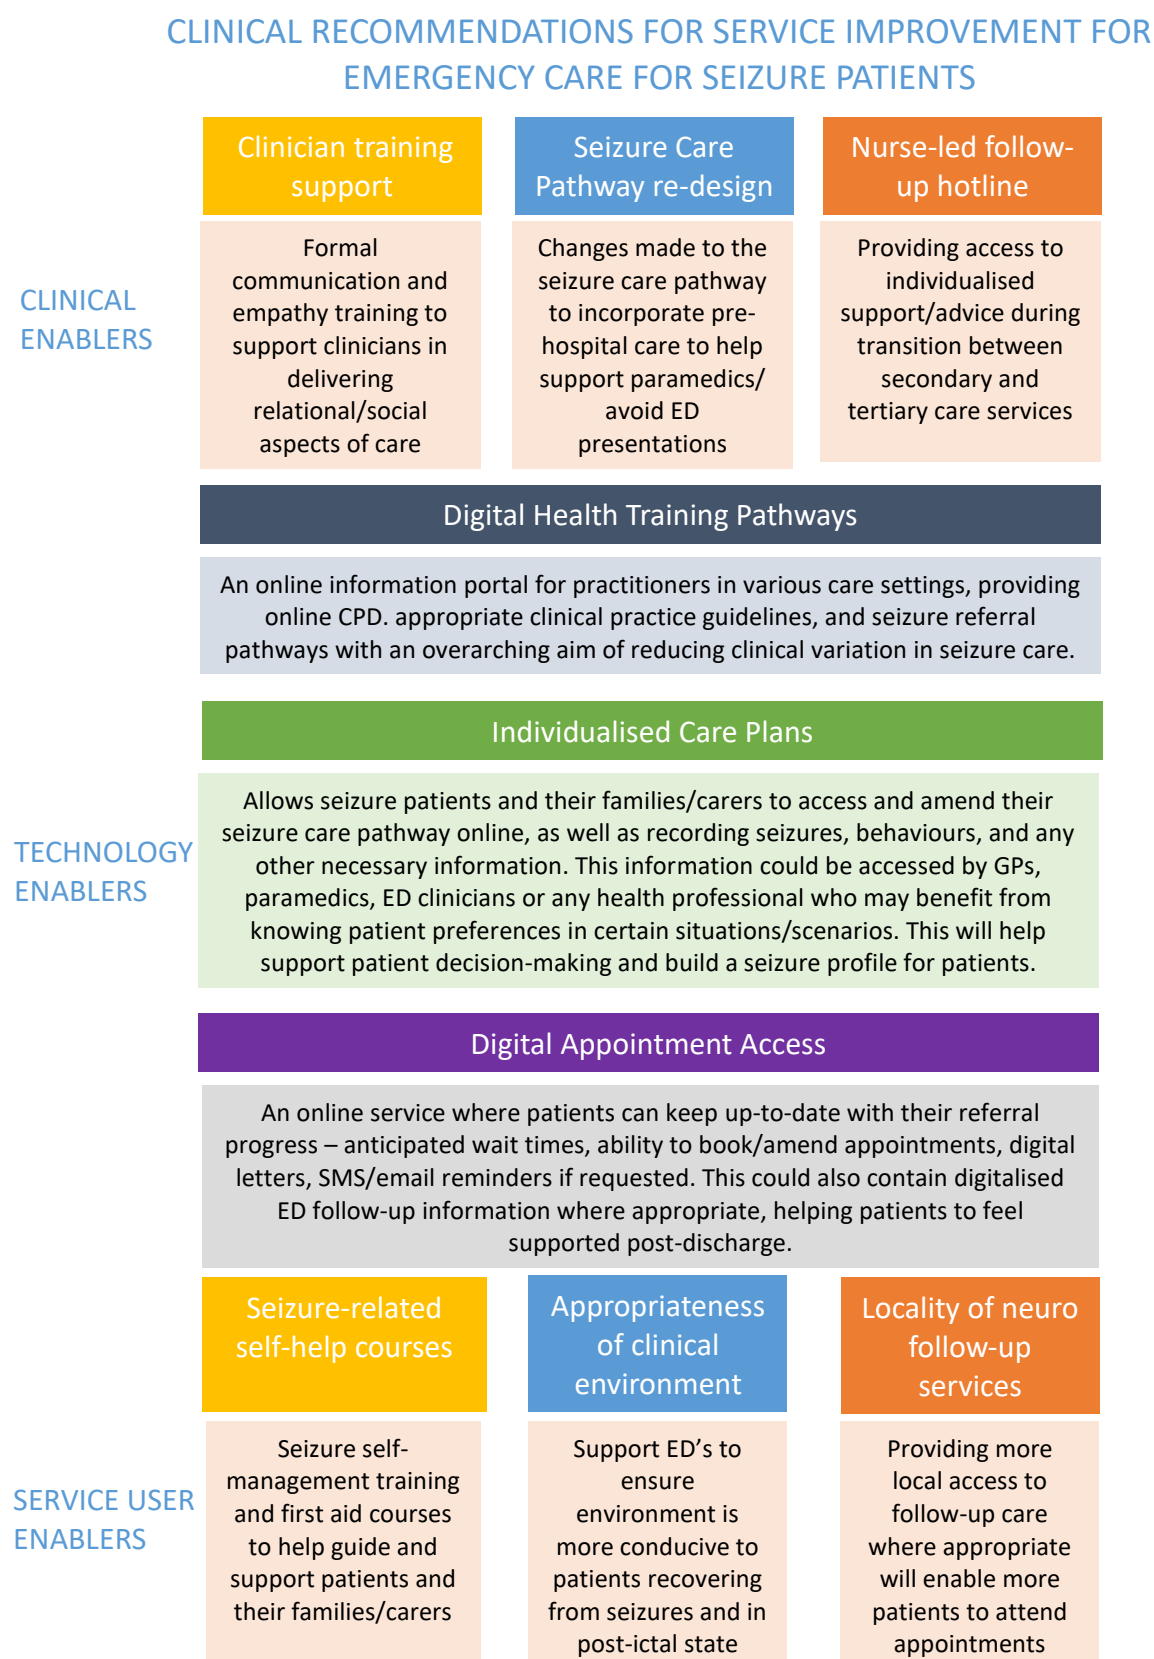 CLINICAL RECOMMENDATIONS FOR SERVICE IMPROVEMENT FOR
EMERGENCY CARE FOR SEIZURE PATIENTS
CLINICAL
ENABLERS
Clinician training
support
Formal
communication and
empathy training to
support clinicians in
delivering
relational/social
aspects of care
Seizure Care
Pathway re-design
Changes made to the
seizure care pathway
to incorporate pre-
hospital care to help
support paramedics/
avoid ED
presentations
Nurse-led follow-
up hotline
Providing access to
individualised
support/advice during
transition between
secondary and
tertiary care services
Digital Health Training Pathways
An online information portal for practitioners in various care settings, providing
online CPD. appropriate clinical practice guidelines, and seizure referral
pathways with an overarching aim of reducing clinical variation in seizure care.
TECHNOLOGY
ENABLERS
Individualised Care Plans
Allows seizure patients and their families/carers to access and amend their
seizure care pathway online, as well as recording seizures, behaviours, and any
other necessary information. This information could be accessed by GPs,
paramedics, ED clinicians or any health professional who may benefit from
knowing patient preferences in certain situations/scenarios. This will help
support patient decision-making and build a seizure profile for patients.
Digital Appointment Access
An online service where patients can keep up-to-date with their referral
progress – anticipated wait times, ability to book/amend appointments, digital
letters, SMS/email reminders if requested. This could also contain digitalised
ED follow-up information where appropriate, helping patients to feel
supported post-discharge.
SERVICE USER
ENABLERS
Seizure-related
self-help courses
Seizure self-
management training
and first aid courses
to help guide and
support patients and
their families/carers
Appropriateness
of clinical
environment
Support ED’s to
ensure
environment is
more conducive to
patients recovering
from seizures and in
post-ictal state
Locality of neuro
follow-up
services
Providing more
local access to
follow-up care
where appropriate
will enable more
patients to attend
appointments